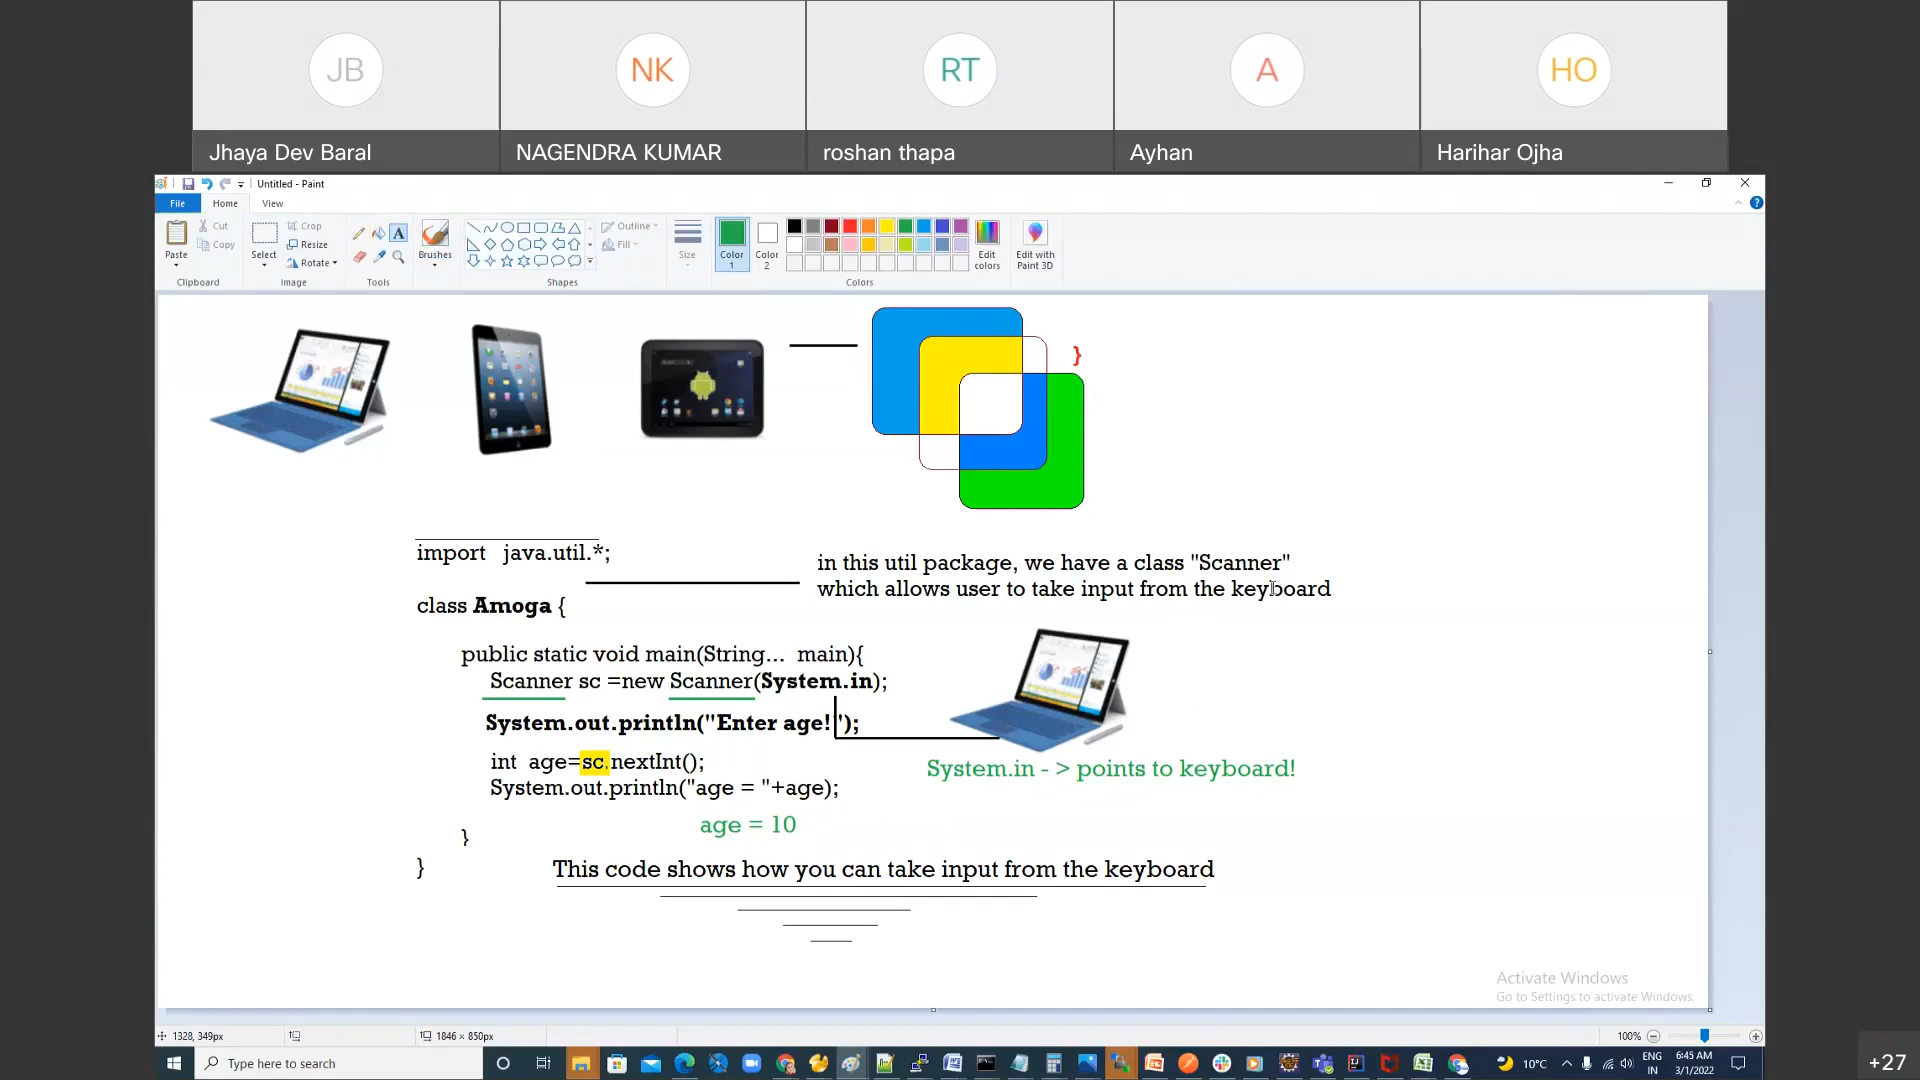 JB
NK
RT
A
HO
Jhaya Dev Baral
NAGENDRA KUMAR
roshan thapa
Ayhan
Harihar Ojha
Untitled - Paint
File
Home
View
Paste
Cut
Copy
Clipboard
Select
Crop
Resize
Rotate
Image
A
Tools
Brushes
Outline
Fill
Shapes
Size
Color 1
Color 2
Edit colors
Edit with Paint 3D
Colors
}
import java.util.*;
in this util package, we have a class "Scanner"
which allows user to take input from the keyboard
class Amoga {
public static void main(String... main){
Scanner sc =new Scanner(System.in);
System.out.println("Enter age!");
int age=sc.nextInt();
System.in - > points to keyboard!
System.out.println("age = "+age);
age = 10
}
}
This code shows how you can take input from the keyboard
Activate Windows
Go to Settings to activate Windows.
1328, 349px
1846 × 850px
100%
Type here to search
10°C
ENG
IN
6:45 AM
3/1/2022
+27